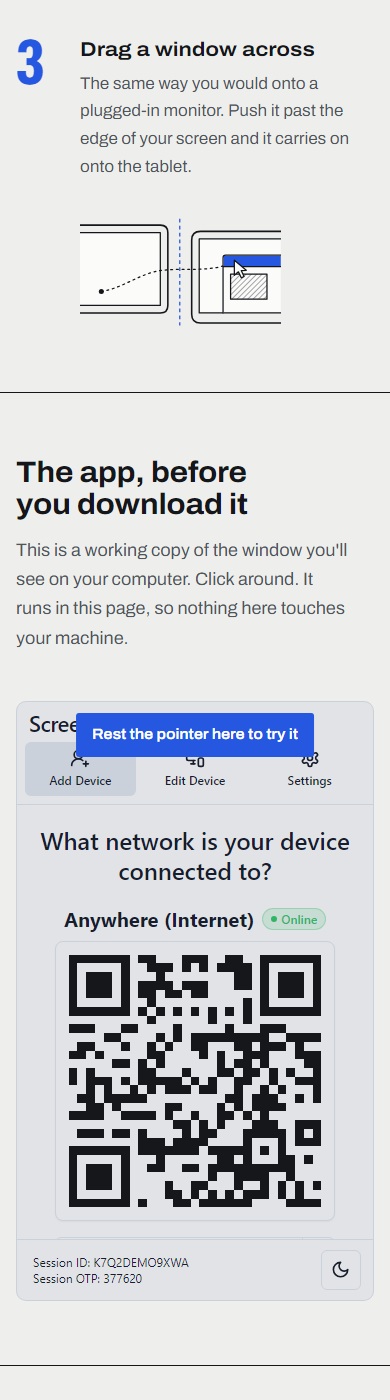 3
Drag a window across
The same way you would onto a
plugged-in monitor. Push it past the
edge of your screen and it carries on
onto the tablet.
The app, before
you download it
This is a working copy of the window you'll
see on your computer. Click around. It
runs in this page, so nothing here touches
your machine.
Rest the pointer here to try it
Add Device
Edit Device
Settings
What network is your device
connected to?
Anywhere (Internet)
Online
Session ID: K7Q2DEMO9XWA
Session OTP: 377620